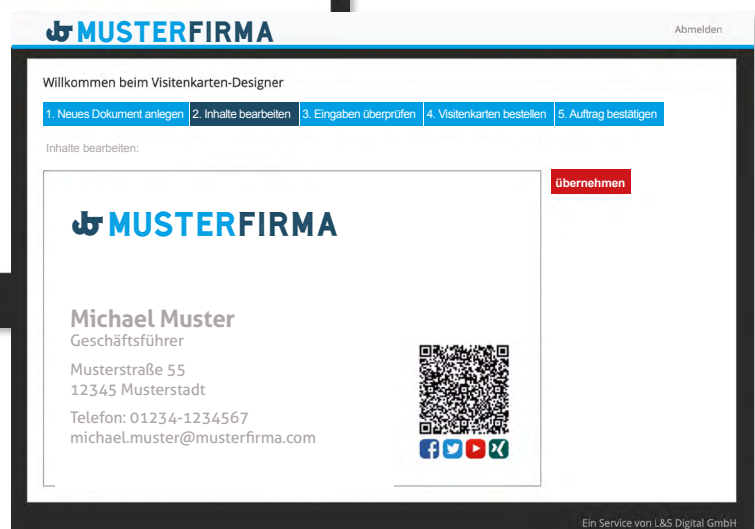 MUSTERFIRMA
Abmelden
Willkommen beim Visitenkarten-Designer
1. Neues Dokument anlegen 2. Inhalte bearbeiten 3. Eingaben überprüfen 4. Visitenkarten bestellen 5. Auftrag bestätigen
Inhalte bearbeiten:
übernehmen
MUSTERFIRMA
Michael Muster
Geschäftsführer
Musterstraße 55
12345 Musterstadt
Telefon: 01234-1234567
michael.muster@musterfirma.com
Ein Service von L&S Digital GmbH